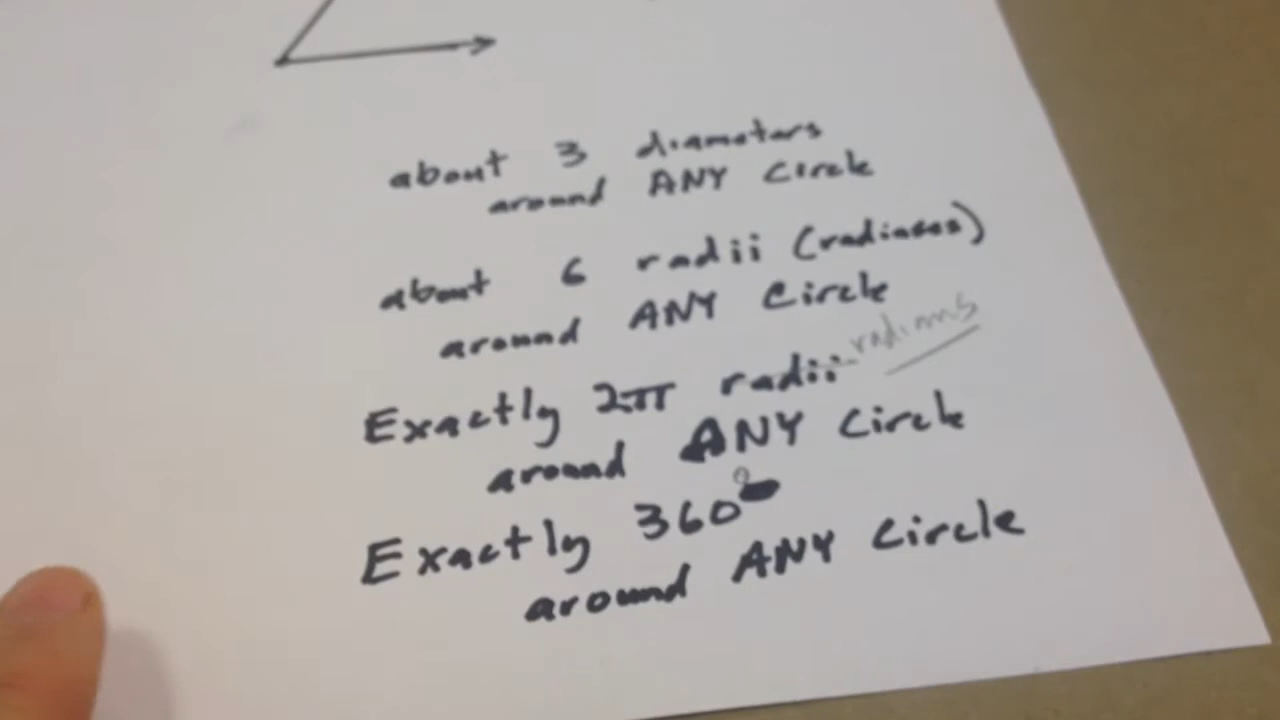 about 3 diameters
around ANY Circle
about 6 radii (radiuses)
around ANY Circle
Exactly 2π radii radians
around ANY Circle
Exactly 360°
around ANY Circle